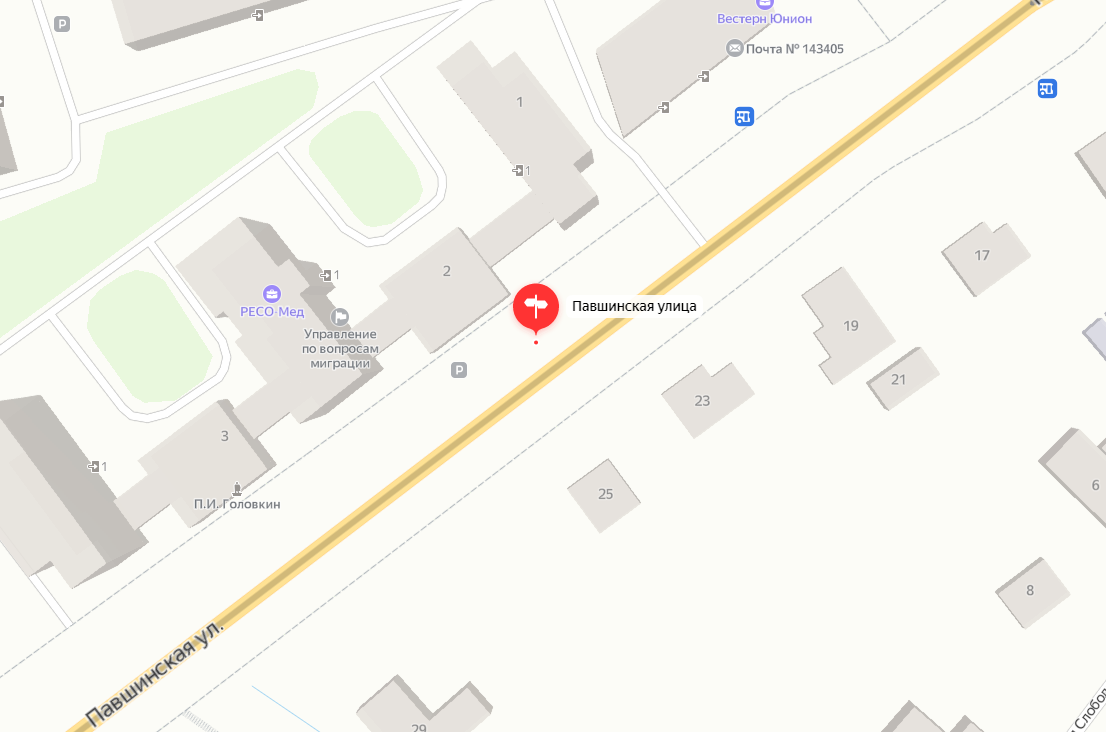 P
Вестерн Юнион
Почта № 143405
1
1
17
2
1
РЕСО-Мед
Павшинская улица
Управление
по вопросам
миграции
19
P
21
23
3
1
25
6
П.И. Головкин
8
Павшинская ул.
29
Слобо